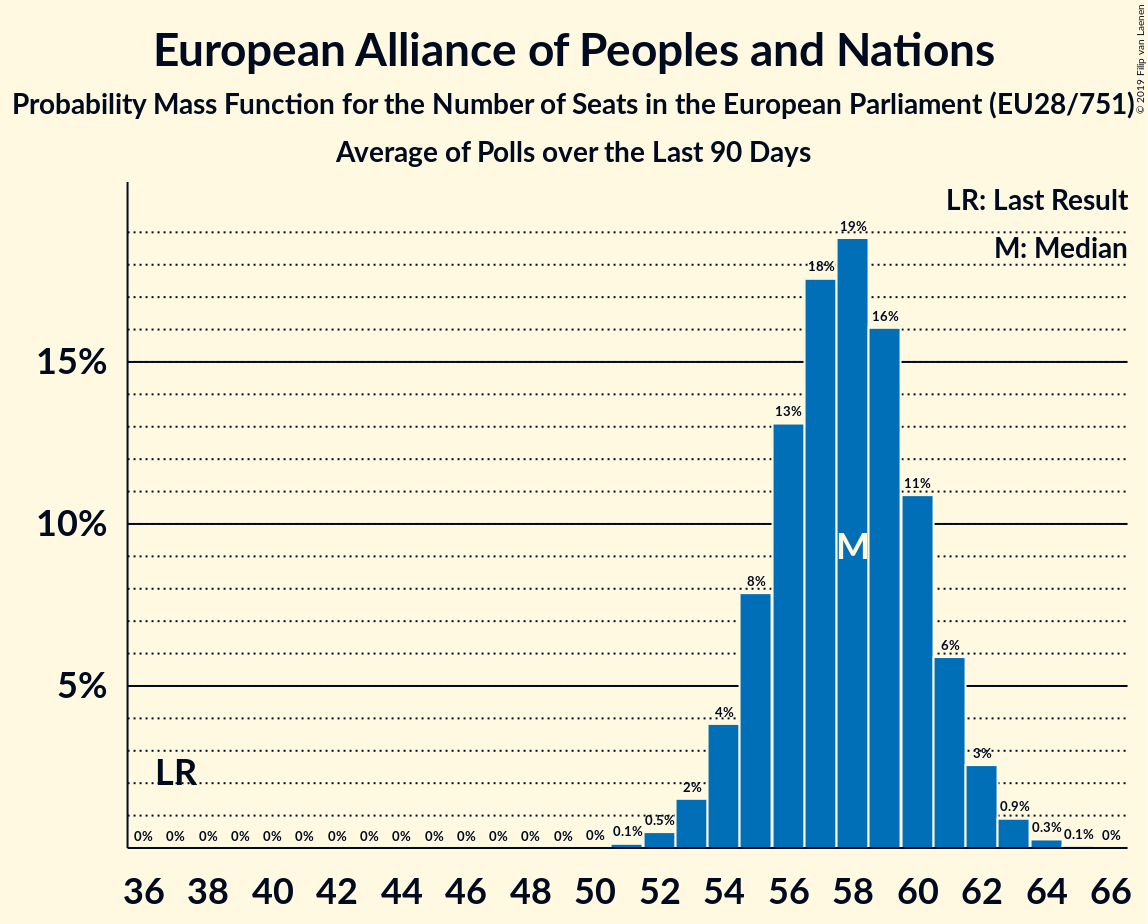 European Alliance of Peoples and Nations
Probability Mass Function for the Number of Seats in the European Parliament (EU28/751)
Average of Polls over the Last 90 Days
© 2019 Filip van Laenen
LR: Last Result
M: Median
19%
18%
16%
15%
13%
11%
10%
M
8%
6%
5%
4%
3%
LR
2%
0.9%
0.5%
0.3%
0% 0% 0% 0% 0% 0% 0% 0% 0% 0% 0% 0% 0% 0% 0% 0.1% 0.1% 0%
36 38 40 42 44 46 48 50 52 54 56 58 60 62 64 66